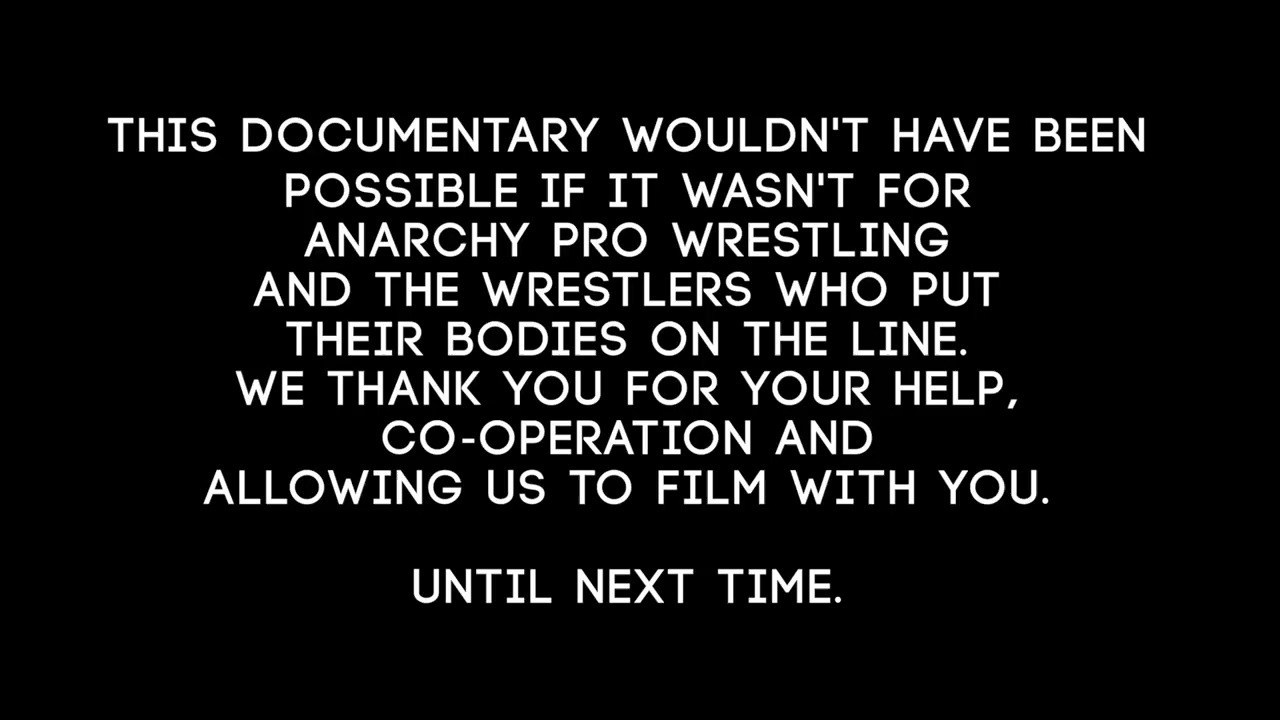 THIS DOCUMENTARY WOULDN'T HAVE BEEN
POSSIBLE IF IT WASN'T FOR
ANARCHY PRO WRESTLING
AND THE WRESTLERS WHO PUT
THEIR BODIES ON THE LINE.
WE THANK YOU FOR YOUR HELP,
CO-OPERATION AND
ALLOWING US TO FILM WITH YOU.
UNTIL NEXT TIME.